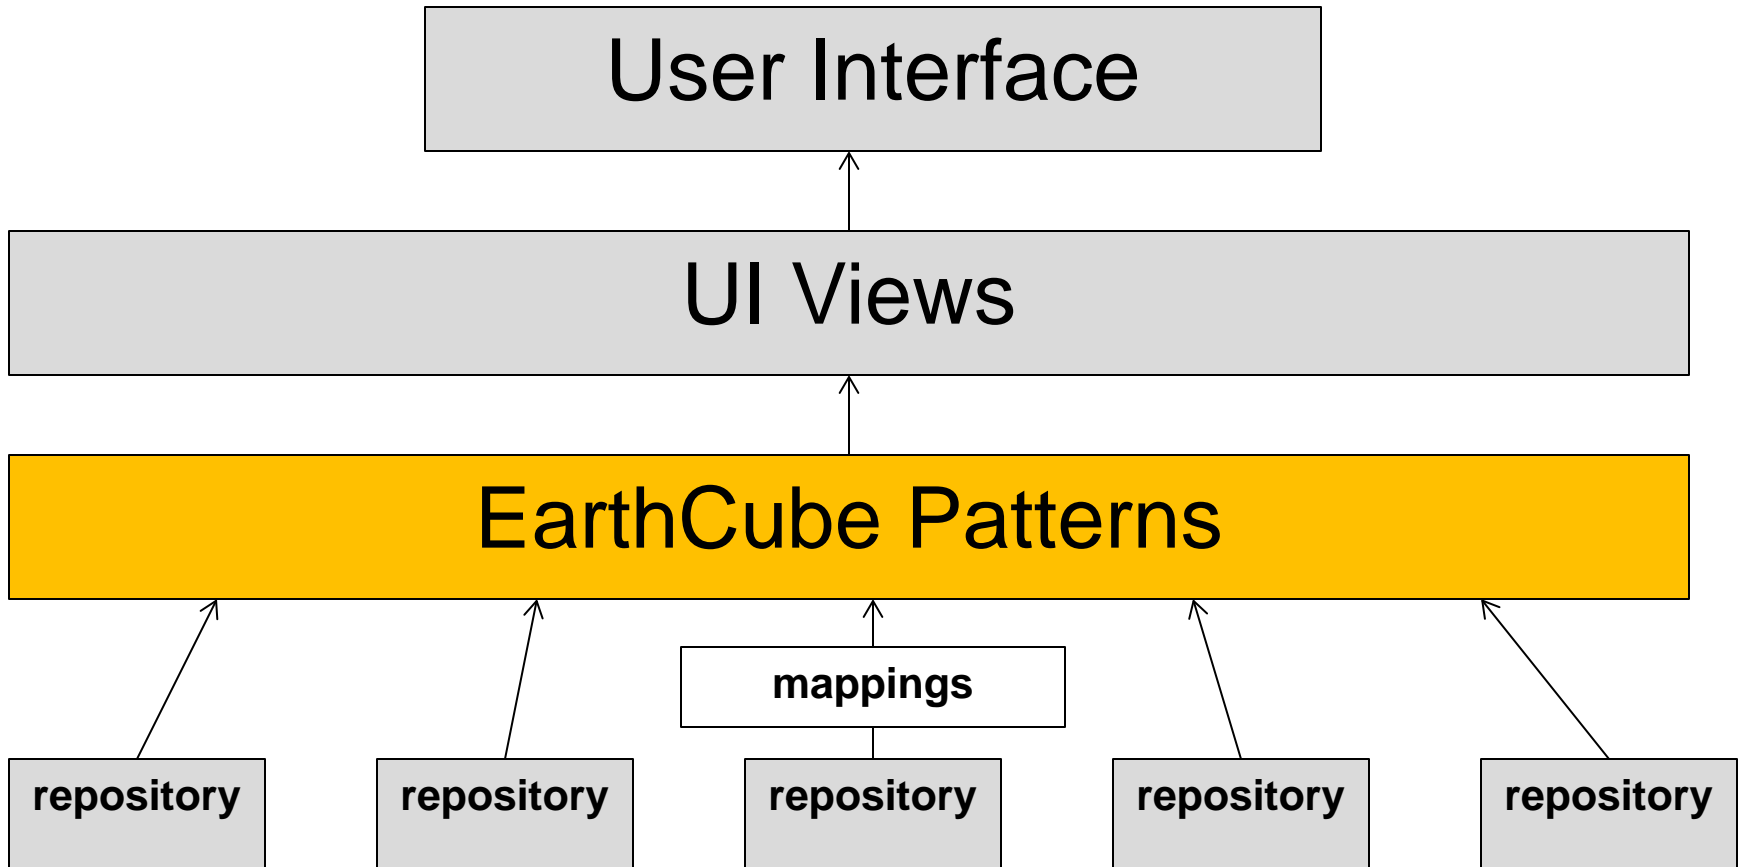 User Interface
UI Views
EarthCube Patterns
mappings
repository
repository
repository
repository
repository